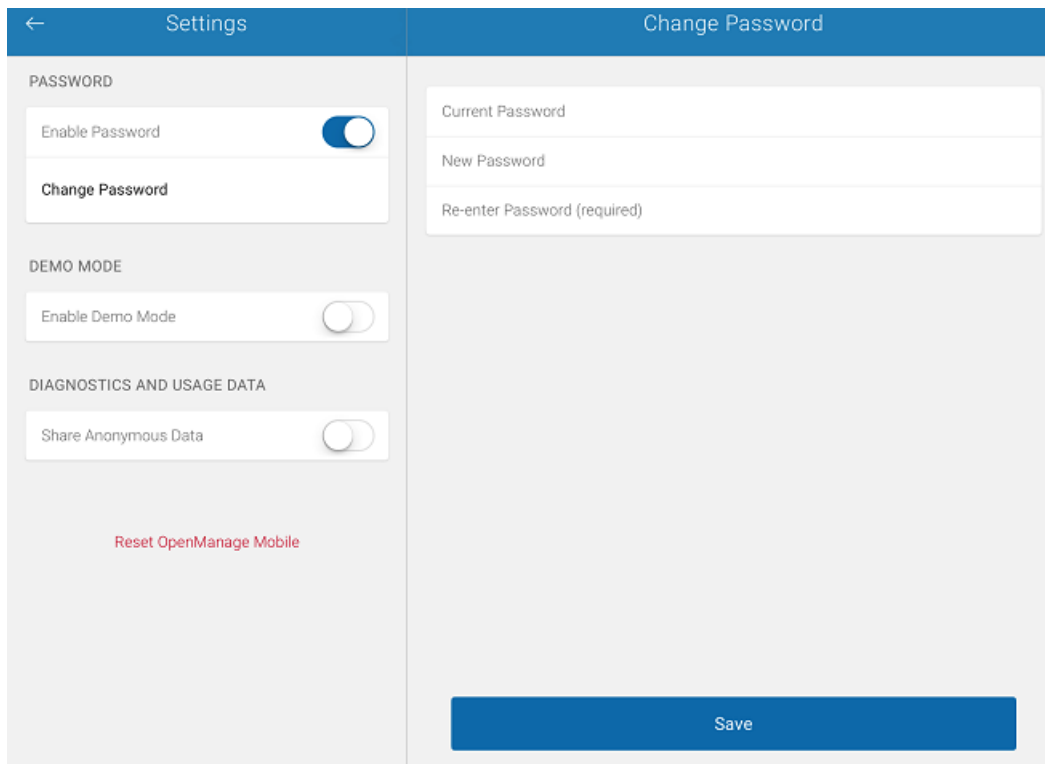 Settings
Change Password
PASSWORD
Enable Password
Change Password
DEMO MODE
Enable Demo Mode
DIAGNOSTICS AND USAGE DATA
Share Anonymous Data
Reset OpenManage Mobile
Current Password
New Password
Re-enter Password (required)
Save